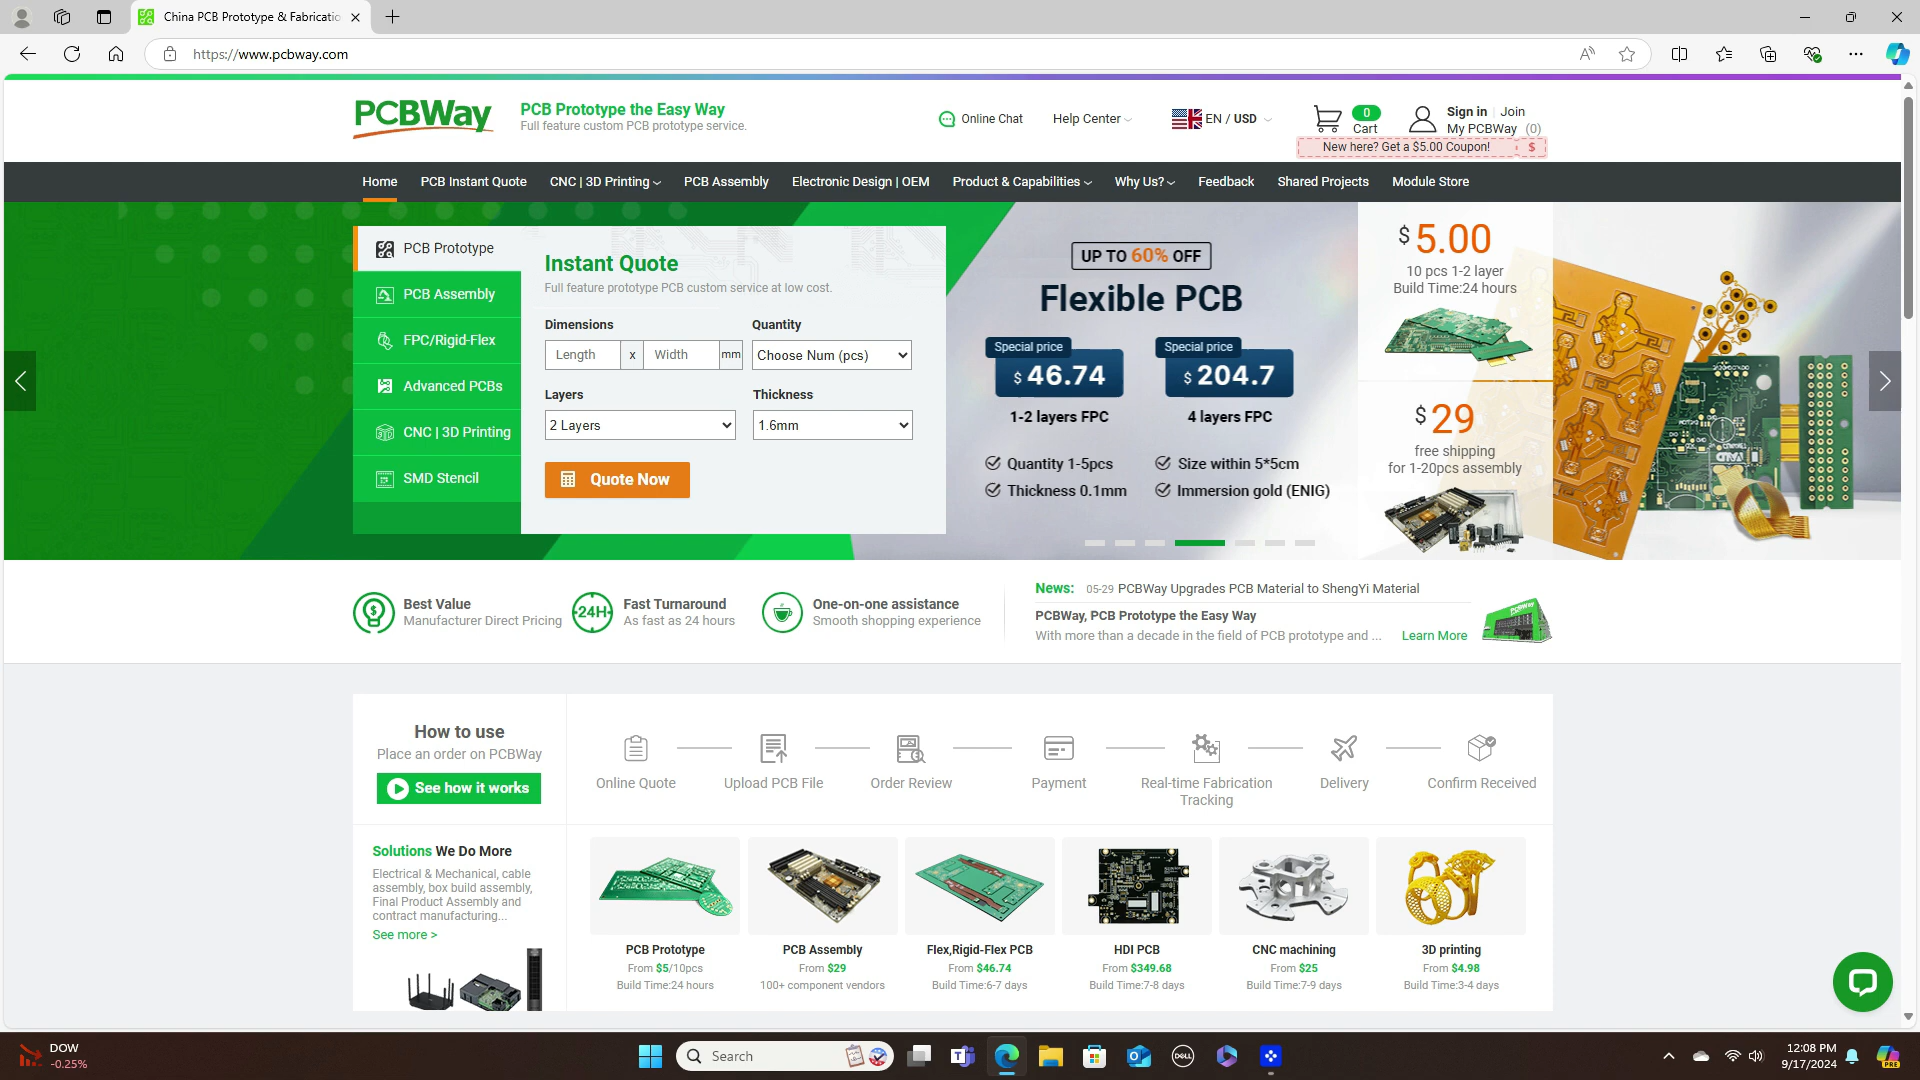 China PCB Prototype & Fabricatio
https://www.pcbway.com
PCBWay
PCB Prototype the Easy Way
Full feature custom PCB prototype service.
Online Chat
Help Center
EN / USD
0
Cart
Sign in
Join
My PCBWay (0)
New here? Get a $5.00 Coupon!
$
Home
PCB Instant Quote
CNC | 3D Printing
PCB Assembly
Electronic Design | OEM
Product & Capabilities
Why Us?
Feedback
Shared Projects
Module Store
PCB Prototype
PCB Assembly
FPC/Rigid-Flex
Advanced PCBs
CNC | 3D Printing
SMD Stencil
Instant Quote
Full feature prototype PCB custom service at low cost.
Dimensions
Quantity
Length
x
Width
mm
Choose Num (pcs)
Layers
Thickness
2 Layers
1.6mm
Quote Now
UP TO 60% OFF
Flexible PCB
Special price
$ 46.74
1-2 layers FPC
Special price
$ 204.7
4 layers FPC
Quantity 1-5pcs
Size within 5*5cm
Thickness 0.1mm
Immersion gold (ENIG)
$ 5.00
10 pcs 1-2 layer
Build Time:24 hours
$ 29
free shipping
for 1-20pcs assembly
Best Value
Manufacturer Direct Pricing
24H
Fast Turnaround
As fast as 24 hours
One-on-one assistance
Smooth shopping experience
News: 05-29 PCBWay Upgrades PCB Material to ShengYi Material
PCBWay, PCB Prototype the Easy Way
With more than a decade in the field of PCB prototype and ...
Learn More
How to use
Place an order on PCBWay
See how it works
Online Quote
Upload PCB File
Order Review
Payment
Real-time Fabrication
Tracking
Delivery
Confirm Received
Solutions We Do More
Electrical & Mechanical, cable
assembly, box build assembly,
Final Product Assembly and
contract manufacturing...
See more >
PCB Prototype
From $5/10pcs
Build Time:24 hours
PCB Assembly
From $29
100+ component vendors
Flex,Rigid-Flex PCB
From $46.74
Build Time:6-7 days
HDI PCB
From $349.68
Build Time:7-8 days
CNC machining
From $25
Build Time:7-9 days
3D printing
From $4.98
Build Time:3-4 days
DOW
-0.25%
Search
DELL
12:08 PM
9/17/2024
PRE